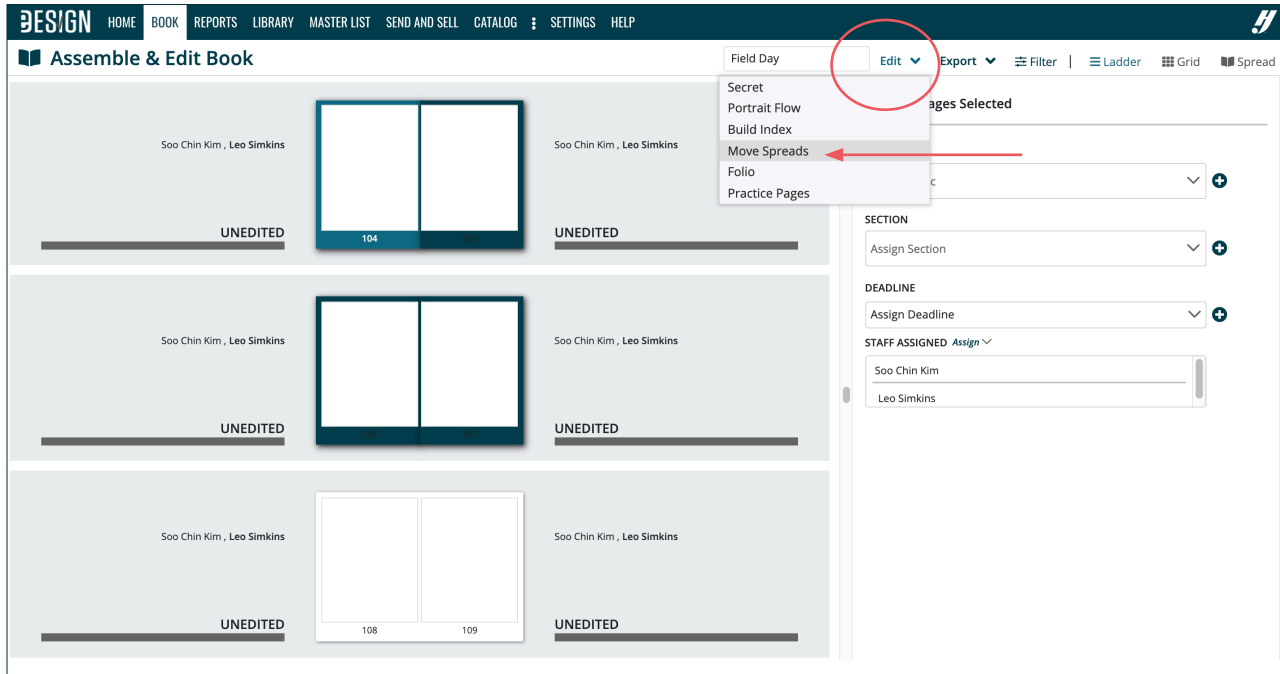 DESIGN HOME BOOK REPORTS LIBRARY MASTER LIST SEND AND SELL CATALOG SETTINGS HELP
Assemble & Edit Book
Field Day Edit Export Filter | Ladder Grid Spread
Secret
Portrait Flow
Build Index
Move Spreads
Folio
Practice Pages
ages Selected
c
SECTION
Assign Section
DEADLINE
Assign Deadline
STAFF ASSIGNED Assign
Soo Chin Kim
Leo Simkins
Soo Chin Kim , Leo Simkins Soo Chin Kim , Leo Simkins
UNEDITED 104 105 UNEDITED
Soo Chin Kim , Leo Simkins Soo Chin Kim , Leo Simkins
UNEDITED 106 107 UNEDITED
Soo Chin Kim , Leo Simkins Soo Chin Kim , Leo Simkins
UNEDITED 108 109 UNEDITED